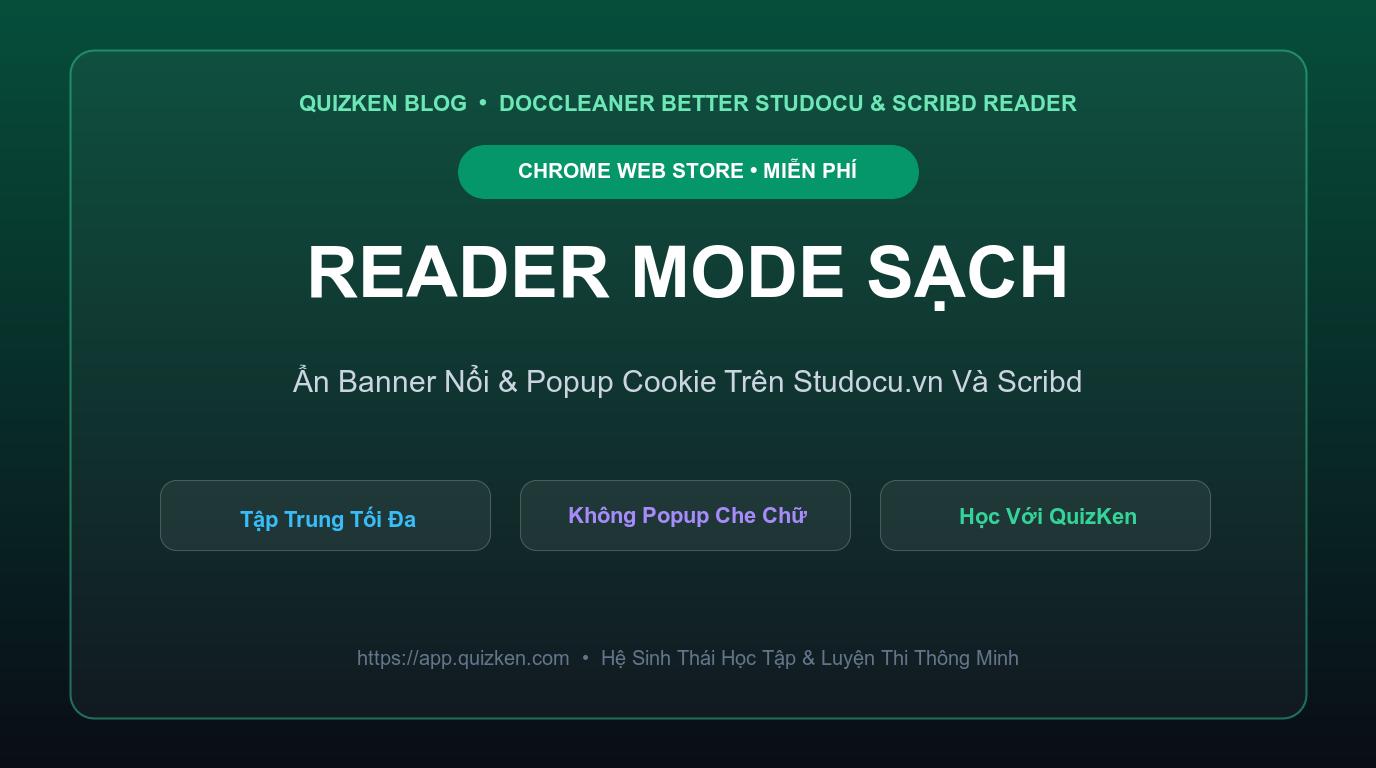 QUIZKEN BLOG • DOCCLEANER BETTER STUDOCU & SCRIBD READER
CHROME WEB STORE • MIỄN PHÍ
READER MODE SẠCH
Ẩn Banner Nổi & Popup Cookie Trên Studocu.vn Và Scribd
Tập Trung Tối Đa
Không Popup Che Chữ
Học Với QuizKen
https://app.quizken.com • Hệ Sinh Thái Học Tập & Luyện Thi Thông Minh